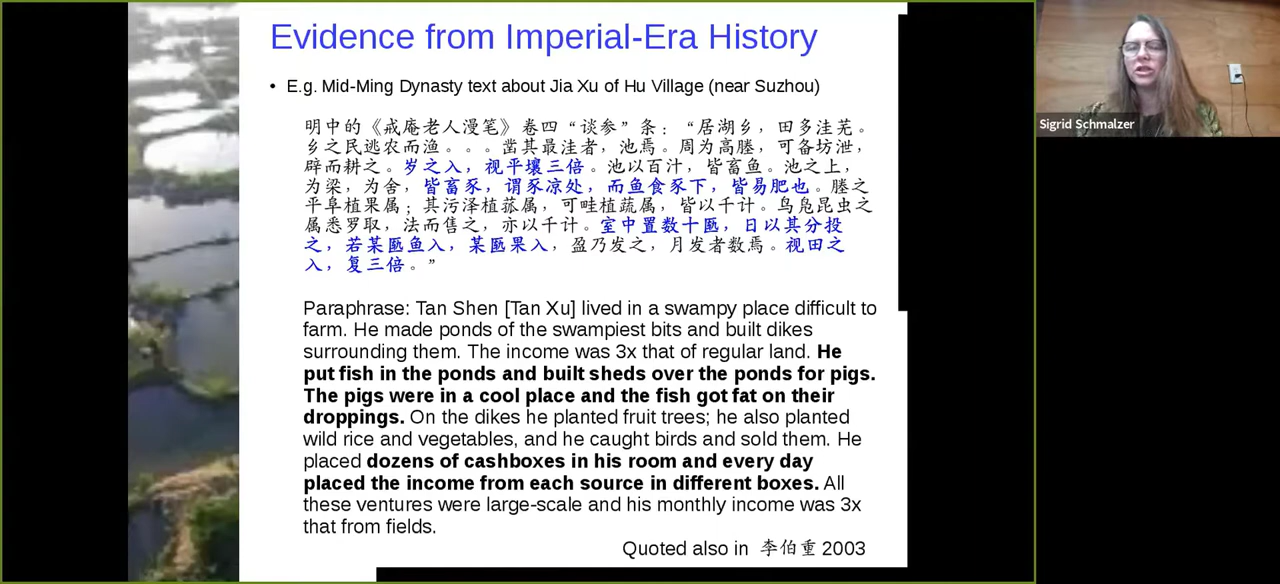 Evidence from Imperial-Era History
• E.g. Mid-Ming Dynasty text about Jia Xu of Hu Village (near Suzhou)
明中的《戒庵老人漫笔》卷四“谈参”条：“居湖乡，田多洼芜。
乡之民逃农而渔。。。凿其最洼者，池焉。周为高塍，可备坊泄，
辟而耕之。岁之入，视平壤三倍。池以百计，皆畜鱼。池之上，
为梁，为舍，皆畜豕，谓豕凉处，而鱼食豕下，皆易肥也。塍之
平阜植果属；其污泽植菰属，可畦植蔬属，皆以千计。鸟凫昆虫之
属悉罗取，法而售之，亦以千计。室中置数十匦，日以其分投
之，若某匦鱼入，某匦果入，盈乃发之，月发者数焉。视田之
入，复三倍。”
Paraphrase: Tan Shen [Tan Xu] lived in a swampy place difficult to
farm. He made ponds of the swampiest bits and built dikes
surrounding them. The income was 3x that of regular land. He
put fish in the ponds and built sheds over the ponds for pigs.
The pigs were in a cool place and the fish got fat on their
droppings. On the dikes he planted fruit trees; he also planted
wild rice and vegetables, and he caught birds and sold them. He
placed dozens of cashboxes in his room and every day
placed the income from each source in different boxes. All
these ventures were large-scale and his monthly income was 3x
that from fields.
Quoted also in 李伯重 2003
Sigrid Schmalzer